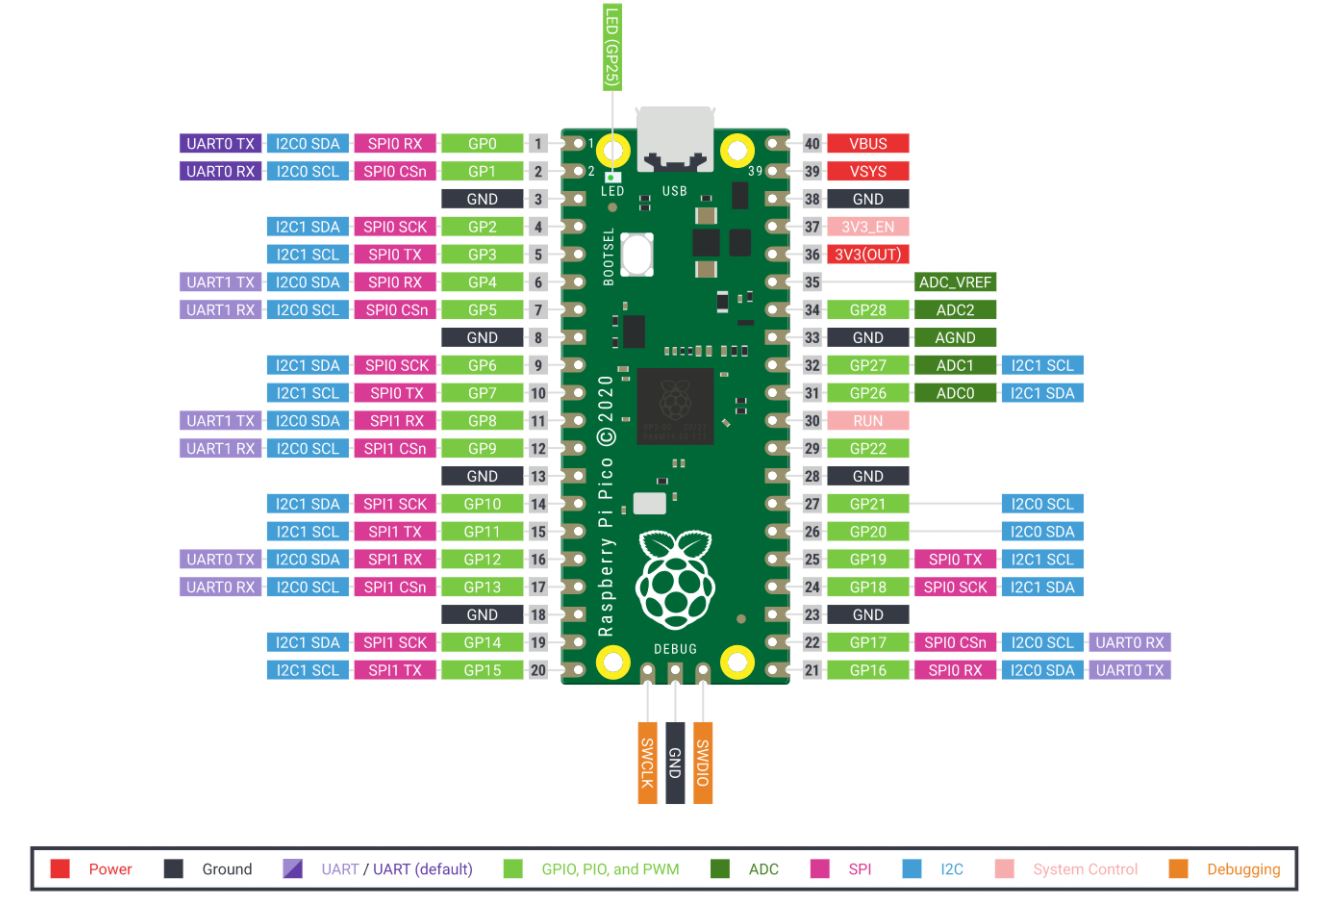 LED (GP25)
UART0 TX I2C0 SDA SPI0 RX GP0 1 1 40 VBUS
UART0 RX I2C0 SCL SPI0 CSn GP1 2 2 39 39 VSYS
LED USB
GND 3 38 GND
I2C1 SDA SPI0 SCK GP2 4 37 3V3_EN
I2C1 SCL SPI0 TX GP3 5 36 3V3(OUT)
BOOTSEL
UART1 TX I2C0 SDA SPI0 RX GP4 6 35 ADC_VREF
UART1 RX I2C0 SCL SPI0 CSn GP5 7 34 GP28 ADC2
GND 8 33 GND AGND
I2C1 SDA SPI0 SCK GP6 9 32 GP27 ADC1 I2C1 SCL
I2C1 SCL SPI0 TX GP7 10 31 GP26 ADC0 I2C1 SDA
UART1 TX I2C0 SDA SPI1 RX GP8 11 30 RUN
UART1 RX I2C0 SCL SPI1 CSn GP9 12 29 GP22
GND 13 28 GND
I2C1 SDA SPI1 SCK GP10 14 27 GP21 I2C0 SCL
I2C1 SCL SPI1 TX GP11 15 26 GP20 I2C0 SDA
Raspberry Pi Pico ©2020
UART0 TX I2C0 SDA SPI1 RX GP12 16 25 GP19 SPI0 TX I2C1 SCL
UART0 RX I2C0 SCL SPI1 CSn GP13 17 24 GP18 SPI0 SCK I2C1 SDA
GND 18 23 GND
I2C1 SDA SPI1 SCK GP14 19 22 GP17 SPI0 CSn I2C0 SCL UART0 RX
DEBUG
I2C1 SCL SPI1 TX GP15 20 21 GP16 SPI0 RX I2C0 SDA UART0 TX
SWCLK GND SWDIO
Power Ground UART / UART (default) GPIO, PIO, and PWM ADC SPI I2C System Control Debugging